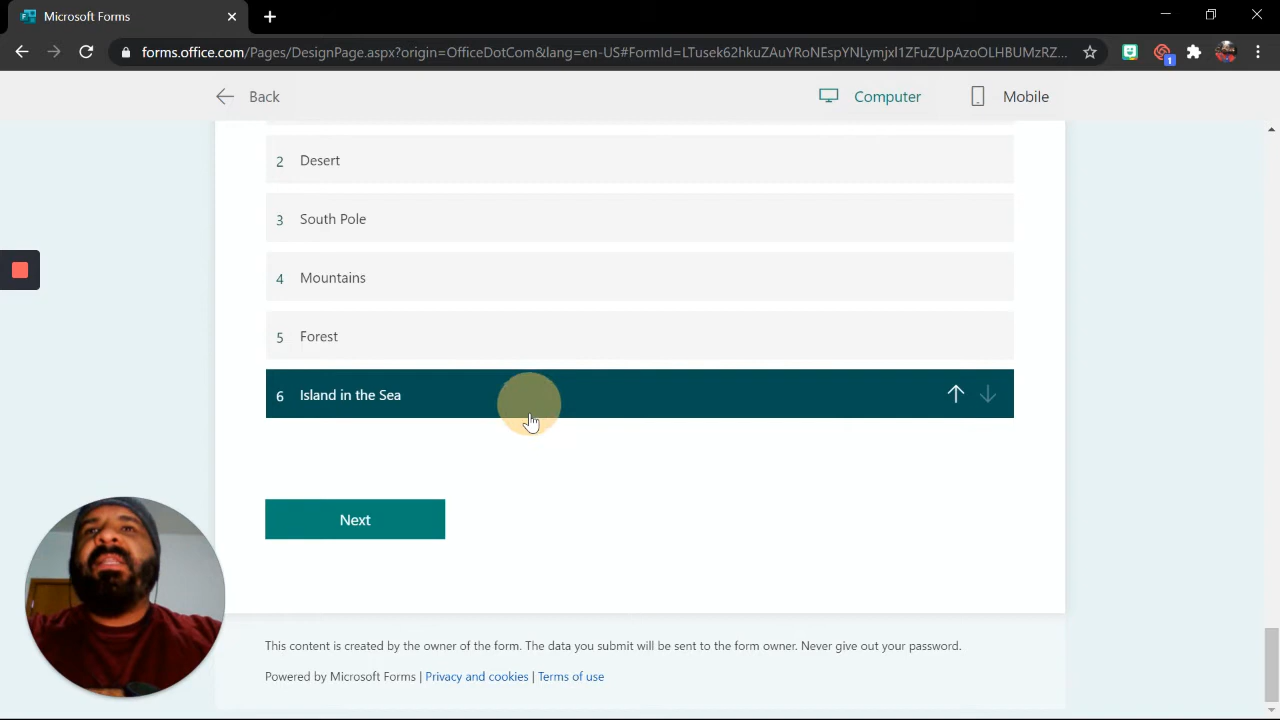 Microsoft Forms
forms.office.com/Pages/DesignPage.aspx?origin=OfficeDotCom&lang=en-US#FormId=LTusek62hkuZAuYRoNEspYNLymjxl1ZFuZUpAzoOLHBUMzRZ...
1
Back
Computer
Mobile
2 Desert
3 South Pole
4 Mountains
5 Forest
6 Island in the Sea
Next
This content is created by the owner of the form. The data you submit will be sent to the form owner. Never give out your password.
Powered by Microsoft Forms | Privacy and cookies | Terms of use